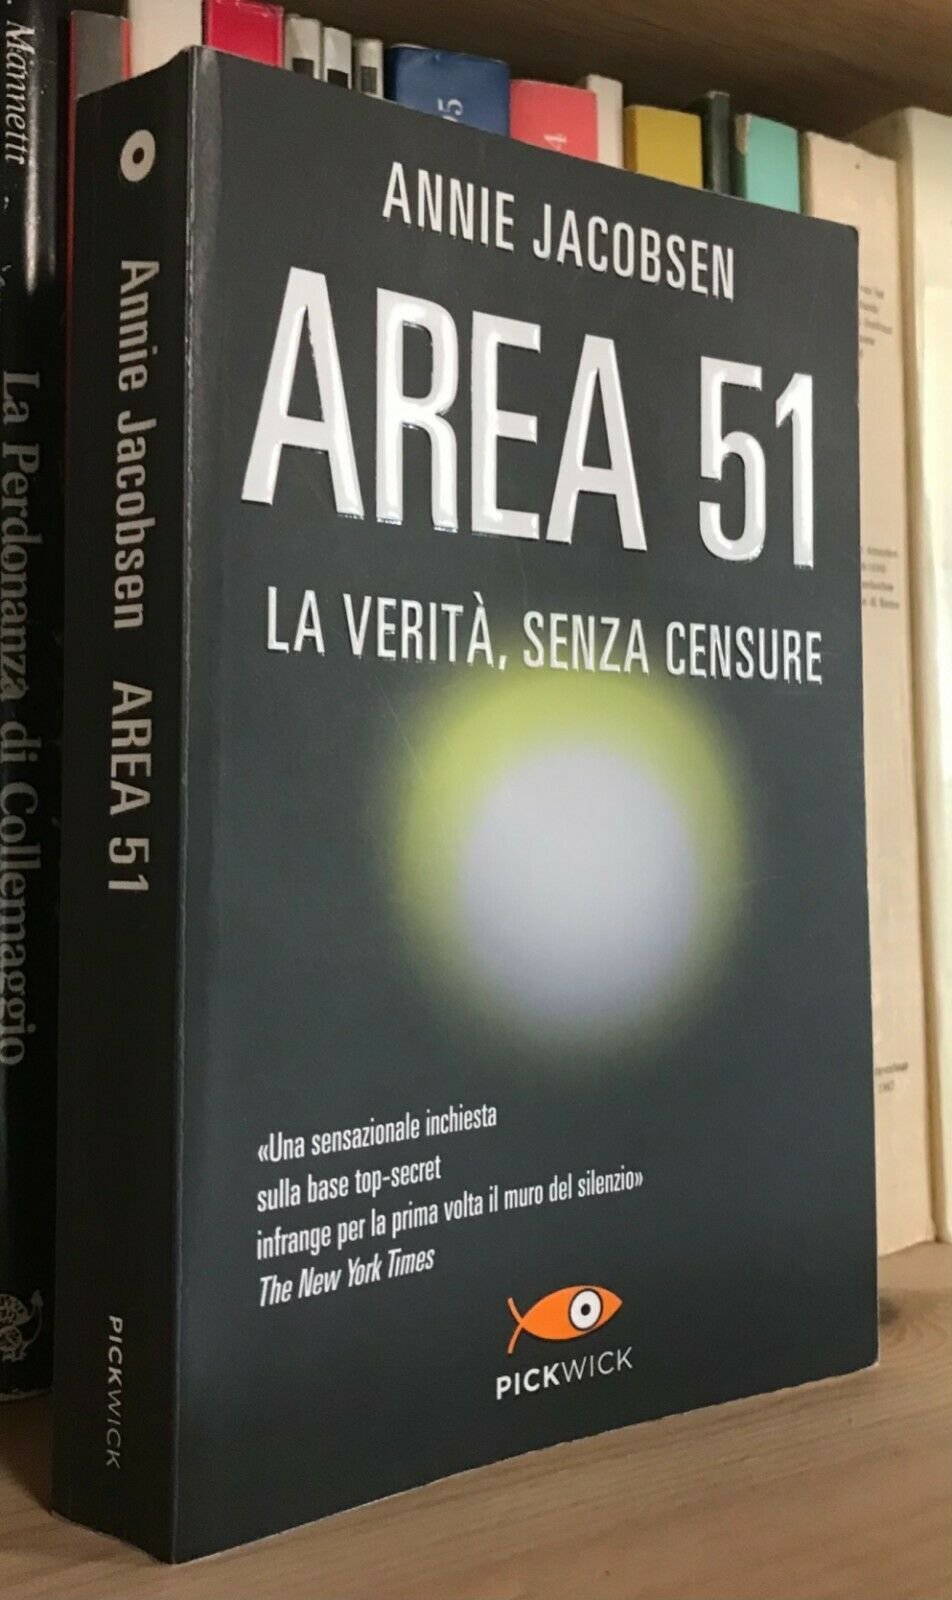 ANNIE JACOBSEN
AREA 51
LA VERITÀ, SENZA CENSURE
«Una sensazionale inchiesta
sulla base top-secret
infrange per la prima volta il muro del silenzio»
The New York Times
PICKWICK
Annie Jacobsen AREA 51
PICKWICK
Mannetti
La Perdonanza di Collemaggio
95
4